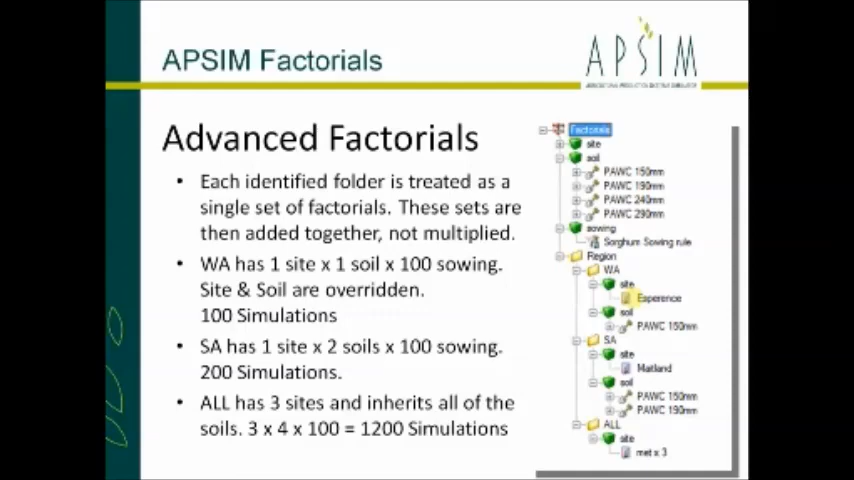 APSIM Factorials
APSIM
AGRICULTURAL PRODUCTION SYSTEMS SIMULATOR
Advanced Factorials
• Each identified folder is treated as a
single set of factorials. These sets are
then added together, not multiplied.
• WA has 1 site x 1 soil x 100 sowing.
Site & Soil are overridden.
100 Simulations
• SA has 1 site x 2 soils x 100 sowing.
200 Simulations.
• ALL has 3 sites and inherits all of the
soils. 3 x 4 x 100 = 1200 Simulations
Factorials
site
soil
PAWC 150mm
PAWC 190mm
PAWC 240mm
PAWC 290mm
sowing
Sorghum Sowing rule
Region
WA
site
Esperence
soil
PAWC 150mm
SA
site
Maitland
soil
PAWC 150mm
PAWC 190mm
ALL
site
met x 3